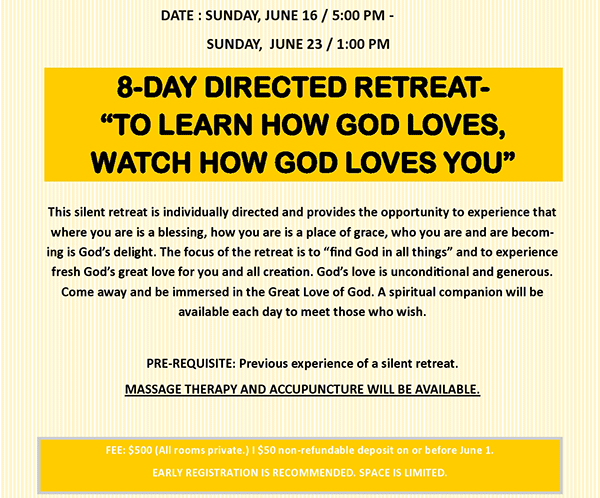 DATE : SUNDAY, JUNE 16 / 5:00 PM -
SUNDAY, JUNE 23 / 1:00 PM
8-DAY DIRECTED RETREAT-
“TO LEARN HOW GOD LOVES,
WATCH HOW GOD LOVES YOU”
This silent retreat is individually directed and provides the opportunity to experience that
where you are is a blessing, how you are is a place of grace, who you are and are becom-
ing is God’s delight. The focus of the retreat is to “find God in all things” and to experience
fresh God’s great love for you and all creation. God’s love is unconditional and generous.
Come away and be immersed in the Great Love of God. A spiritual companion will be
available each day to meet those who wish.
PRE-REQUISITE: Previous experience of a silent retreat.
MASSAGE THERAPY AND ACCUPUNCTURE WILL BE AVAILABLE.
FEE: $500 (All rooms private.) I $50 non-refundable deposit on or before June 1.
EARLY REGISTRATION IS RECOMMENDED. SPACE IS LIMITED.